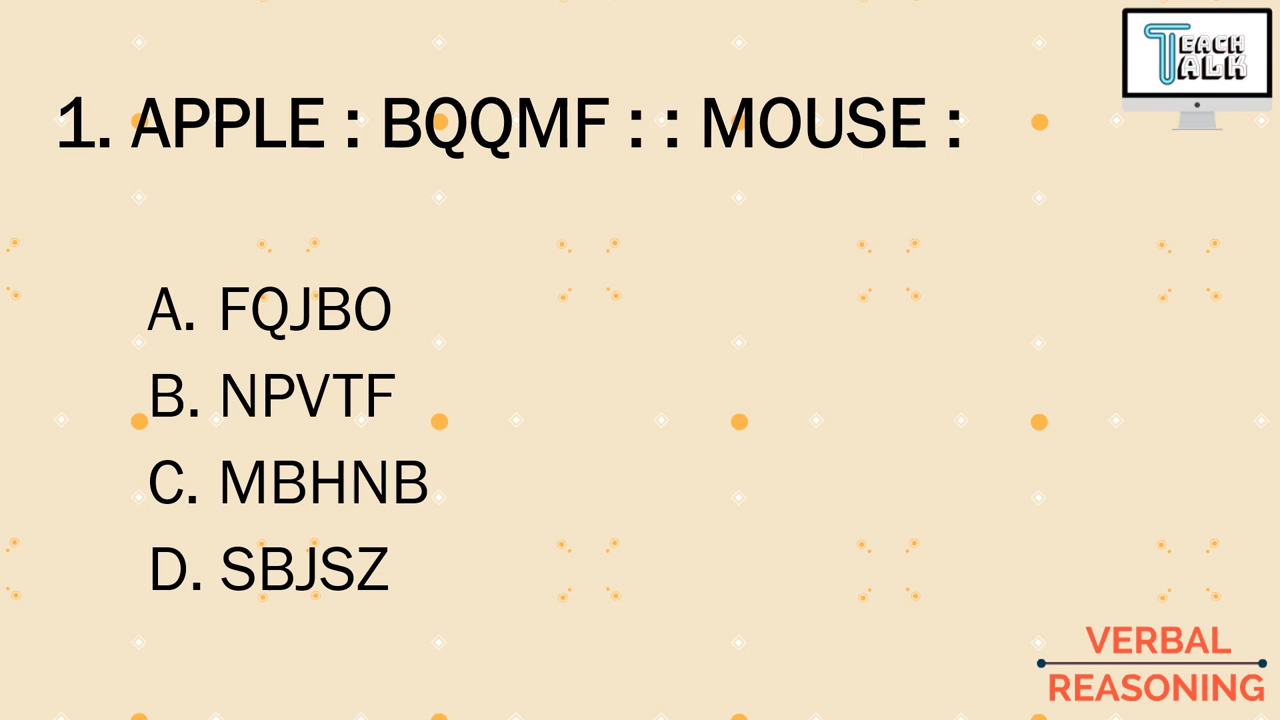 TEACH
TALK
1. APPLE : BQQMF : : MOUSE :
A. FQJBO
B. NPVTF
C. MBHNB
D. SBJSZ
VERBAL
REASONING